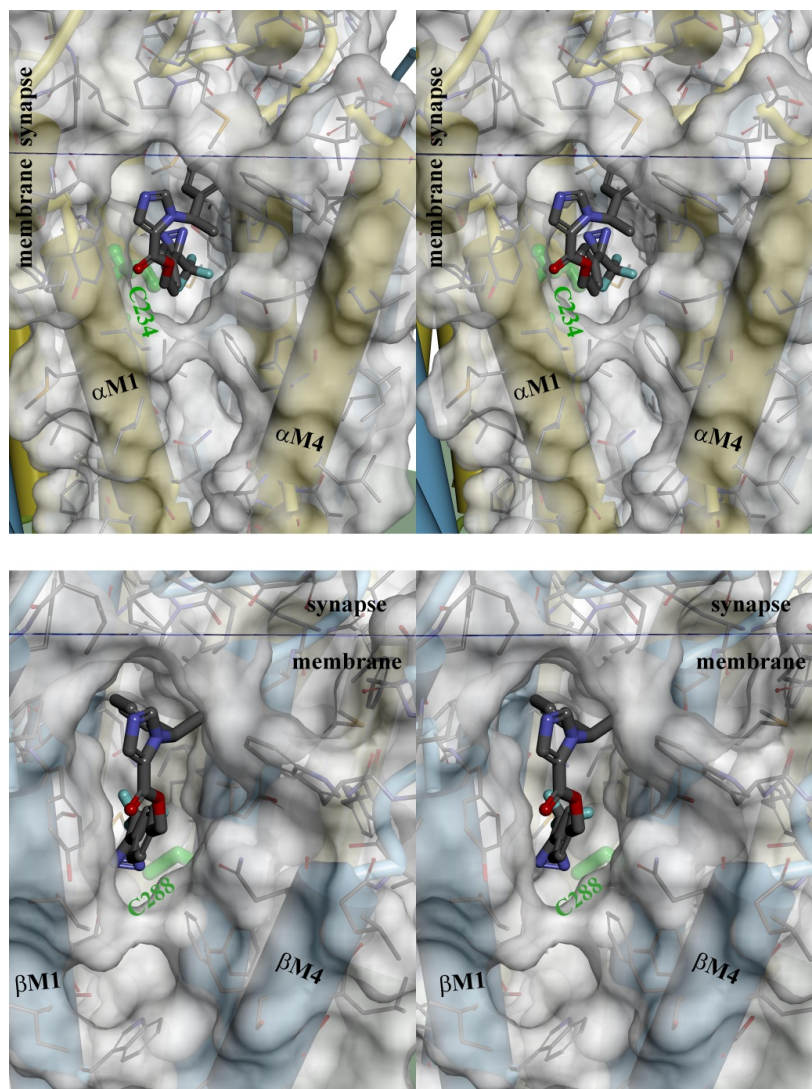 synapse
synapse
membrane
membrane
C234
C234
αM1
αM1
αM4
αM4
synapse
synapse
membrane
membrane
C288
C288
βM1
βM4
βM1
βM4